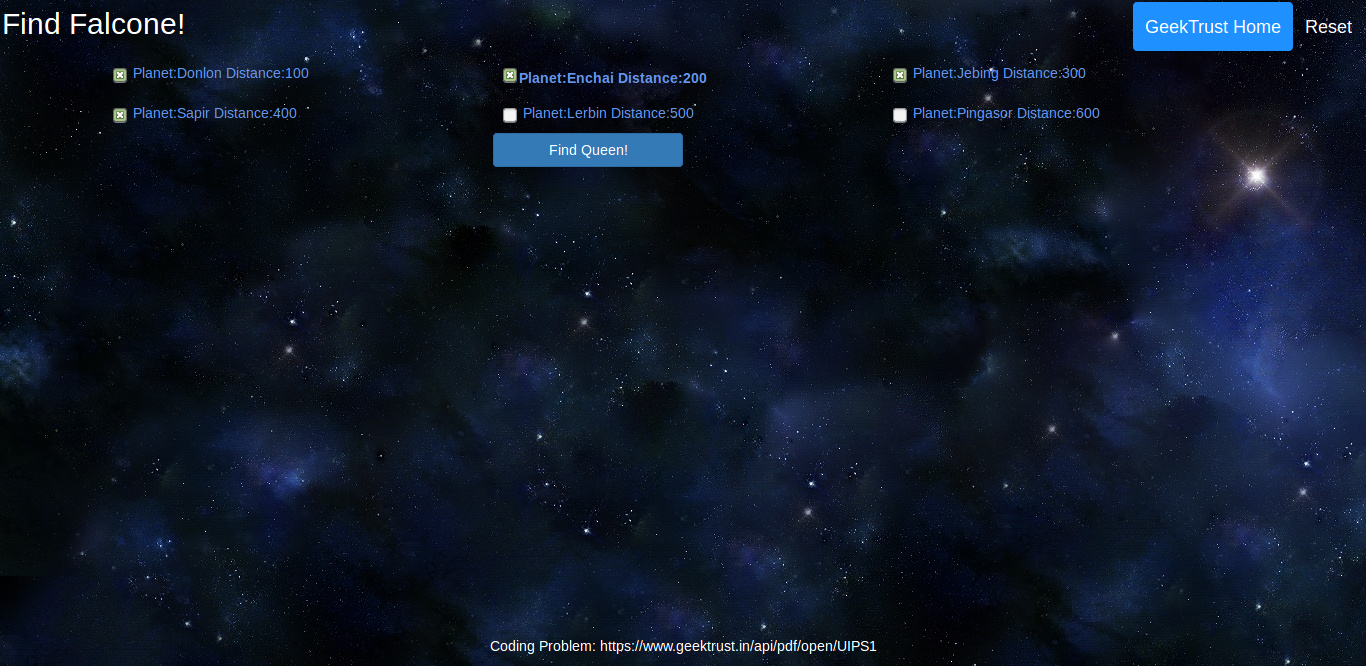 Find Falcone!
GeekTrust Home Reset
Planet:Donlon Distance:100 Planet:Enchai Distance:200 Planet:Jebing Distance:300
Planet:Sapir Distance:400 Planet:Lerbin Distance:500 Planet:Pingasor Distance:600
Find Queen!
Coding Problem: https://www.geektrust.in/api/pdf/open/UIPS1